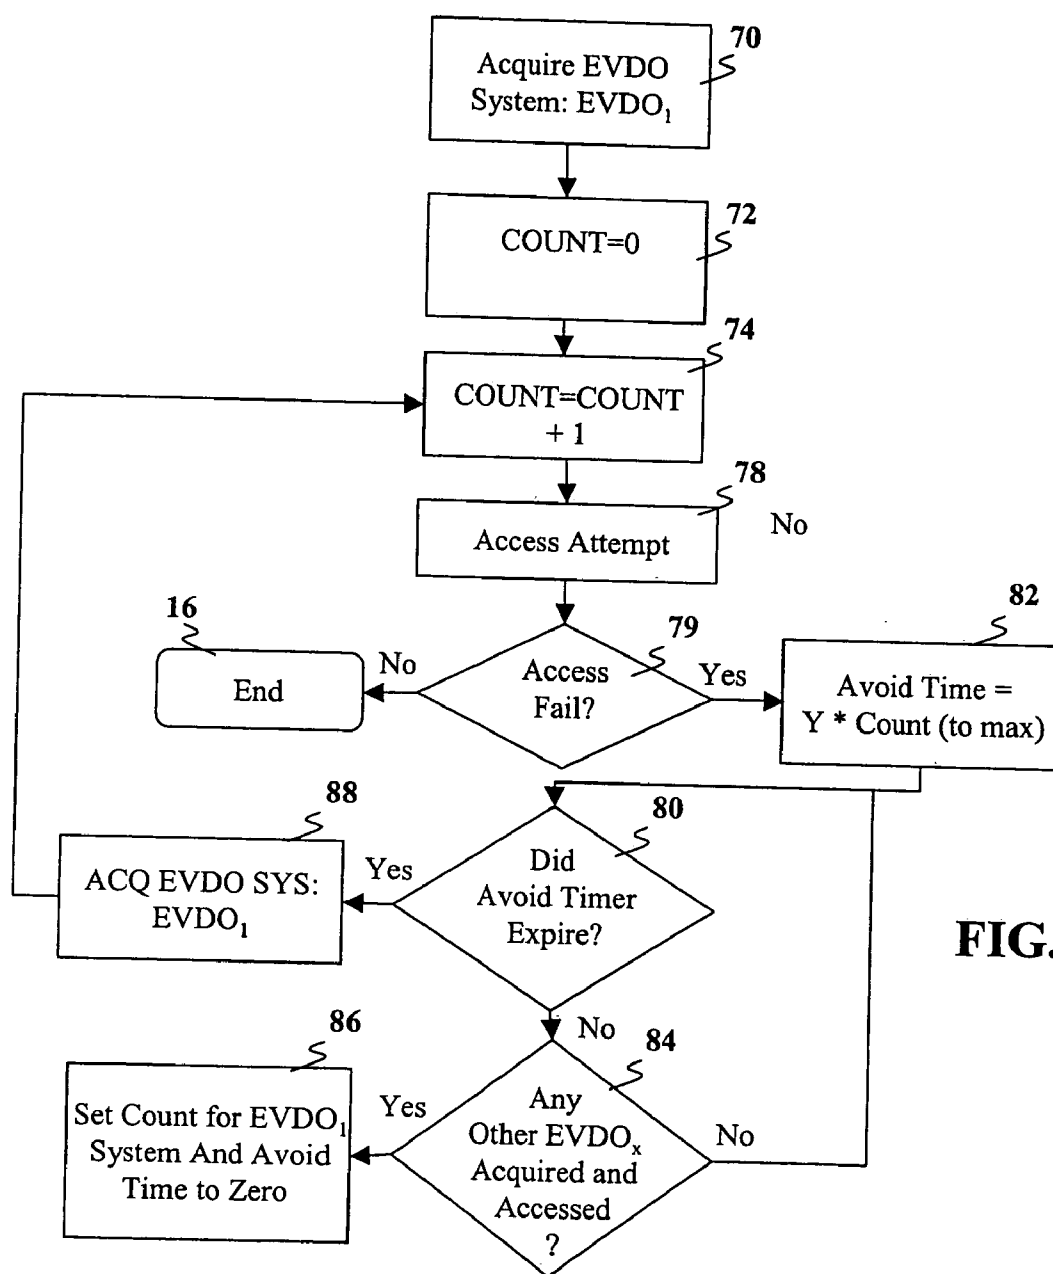 70
Acquire EVDO
System: EVDO₁
72
COUNT=0
74
COUNT=COUNT
+ 1
78
Access Attempt
No
16
End
No
79
Access
Fail?
Yes
82
Avoid Time =
Y * Count (to max)
88
ACQ EVDO SYS:
EVDO₁
Yes
80
Did
Avoid Timer
Expire?
FIG.
No
86
Set Count for EVDO₁
System And Avoid
Time to Zero
Yes
84
Any
Other EVDOₓ
Acquired and
Accessed
?
No